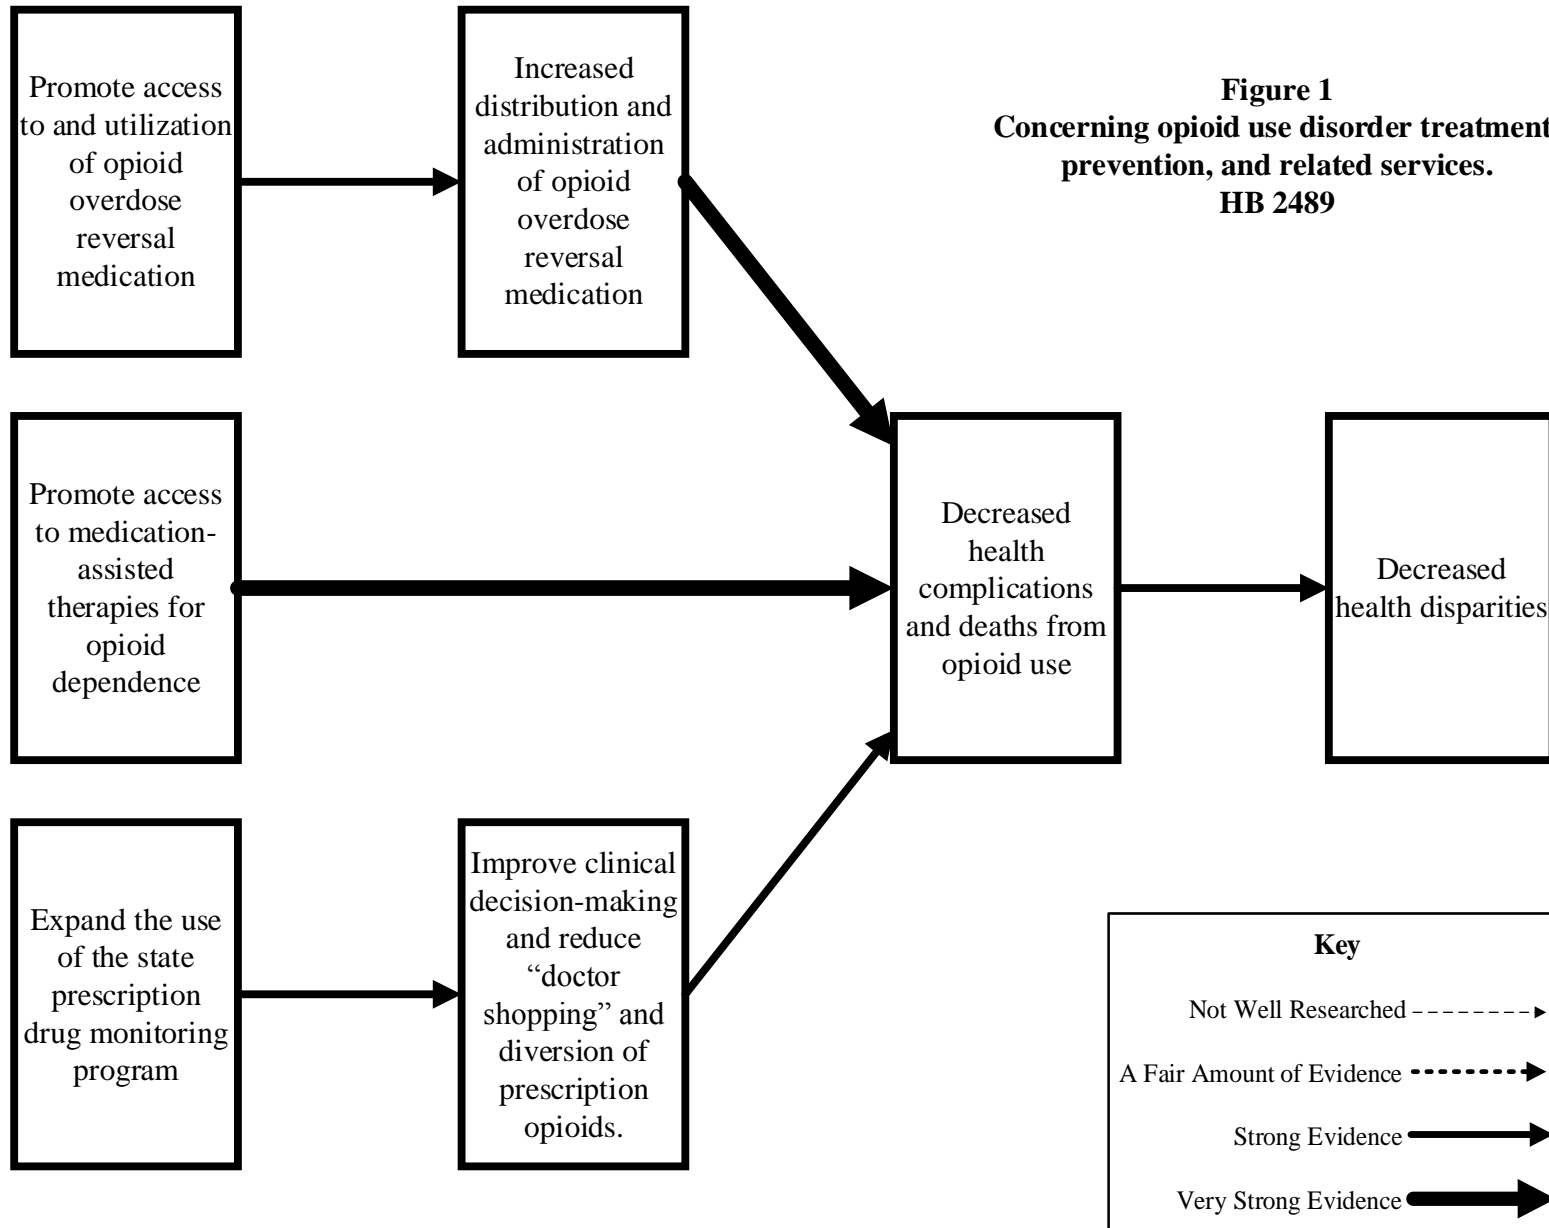 Promote access
to and utilization
of opioid
overdose
reversal
medication
Increased
distribution and
administration
of opioid
overdose
reversal
medication
Figure 1
Concerning opioid use disorder treatment
prevention, and related services.
HB 2489
Promote access
to medication-
assisted
therapies for
opioid
dependence
Decreased
health
complications
and deaths from
opioid use
Decreased
health disparities
Expand the use
of the state
prescription
drug monitoring
program
Improve clinical
decision-making
and reduce
“doctor
shopping” and
diversion of
prescription
opioids.
Key
Not Well Researched
A Fair Amount of Evidence
Strong Evidence
Very Strong Evidence